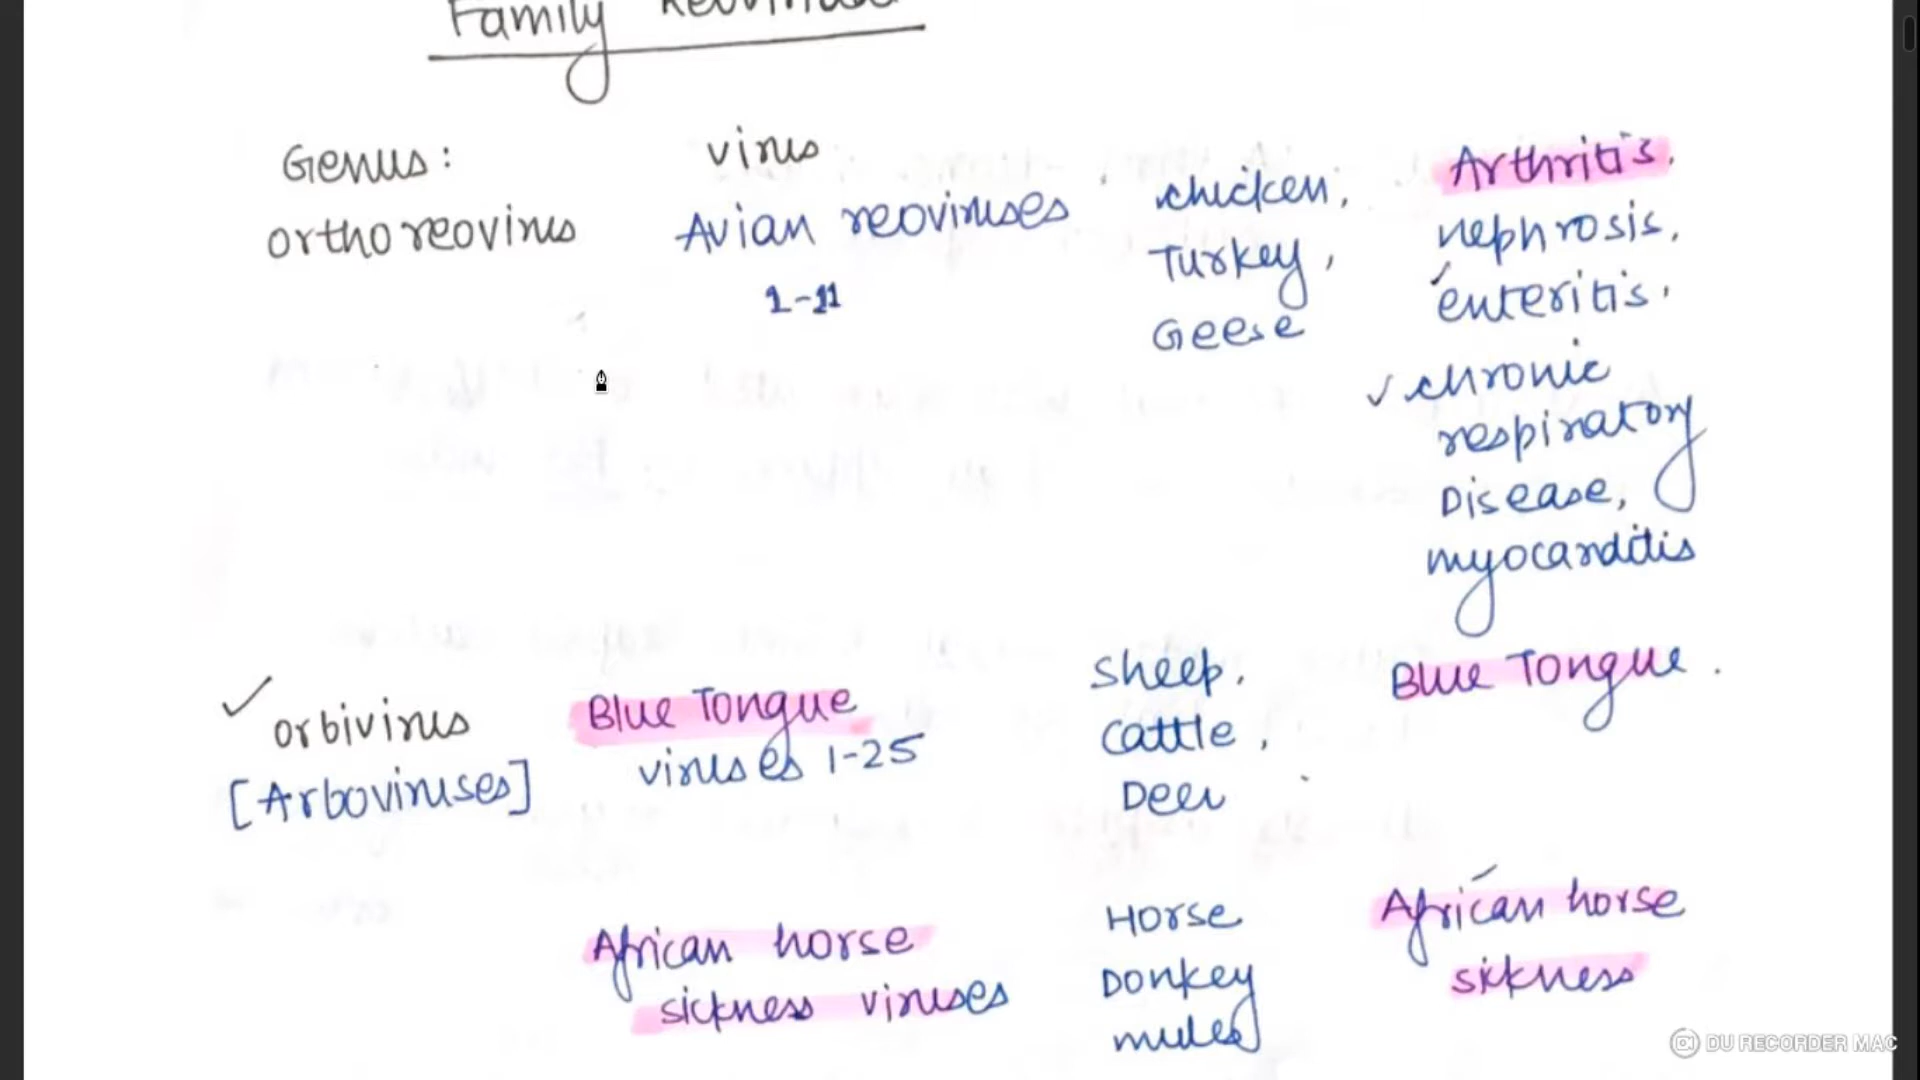 Family Reoviridae
Genus:
virus
orthoreovirus
Avian reoviruses
1-11
chicken,
Turkey,
Geese
Arthritis,
nephrosis,
enteritis,
chronic
respiratory
Disease,
myocarditis
orbivirus
[Arboviruses]
Blue Tongue
viruses 1-25
Sheep,
Cattle,
Deer
Blue Tongue.
African horse
sickness viruses
Horse
Donkey
mules
African horse
sickness
DU RECORDER MAC